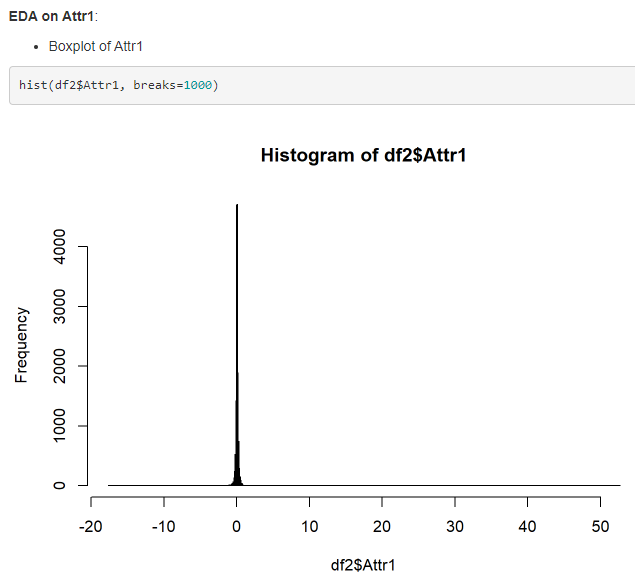 EDA on Attr1:
• Boxplot of Attr1
hist(df2$Attr1, breaks=1000)
Histogram of df2$Attr1
Frequency
4000
3000
2000
1000
0
-20 -10 0 10 20 30 40 50
df2$Attr1